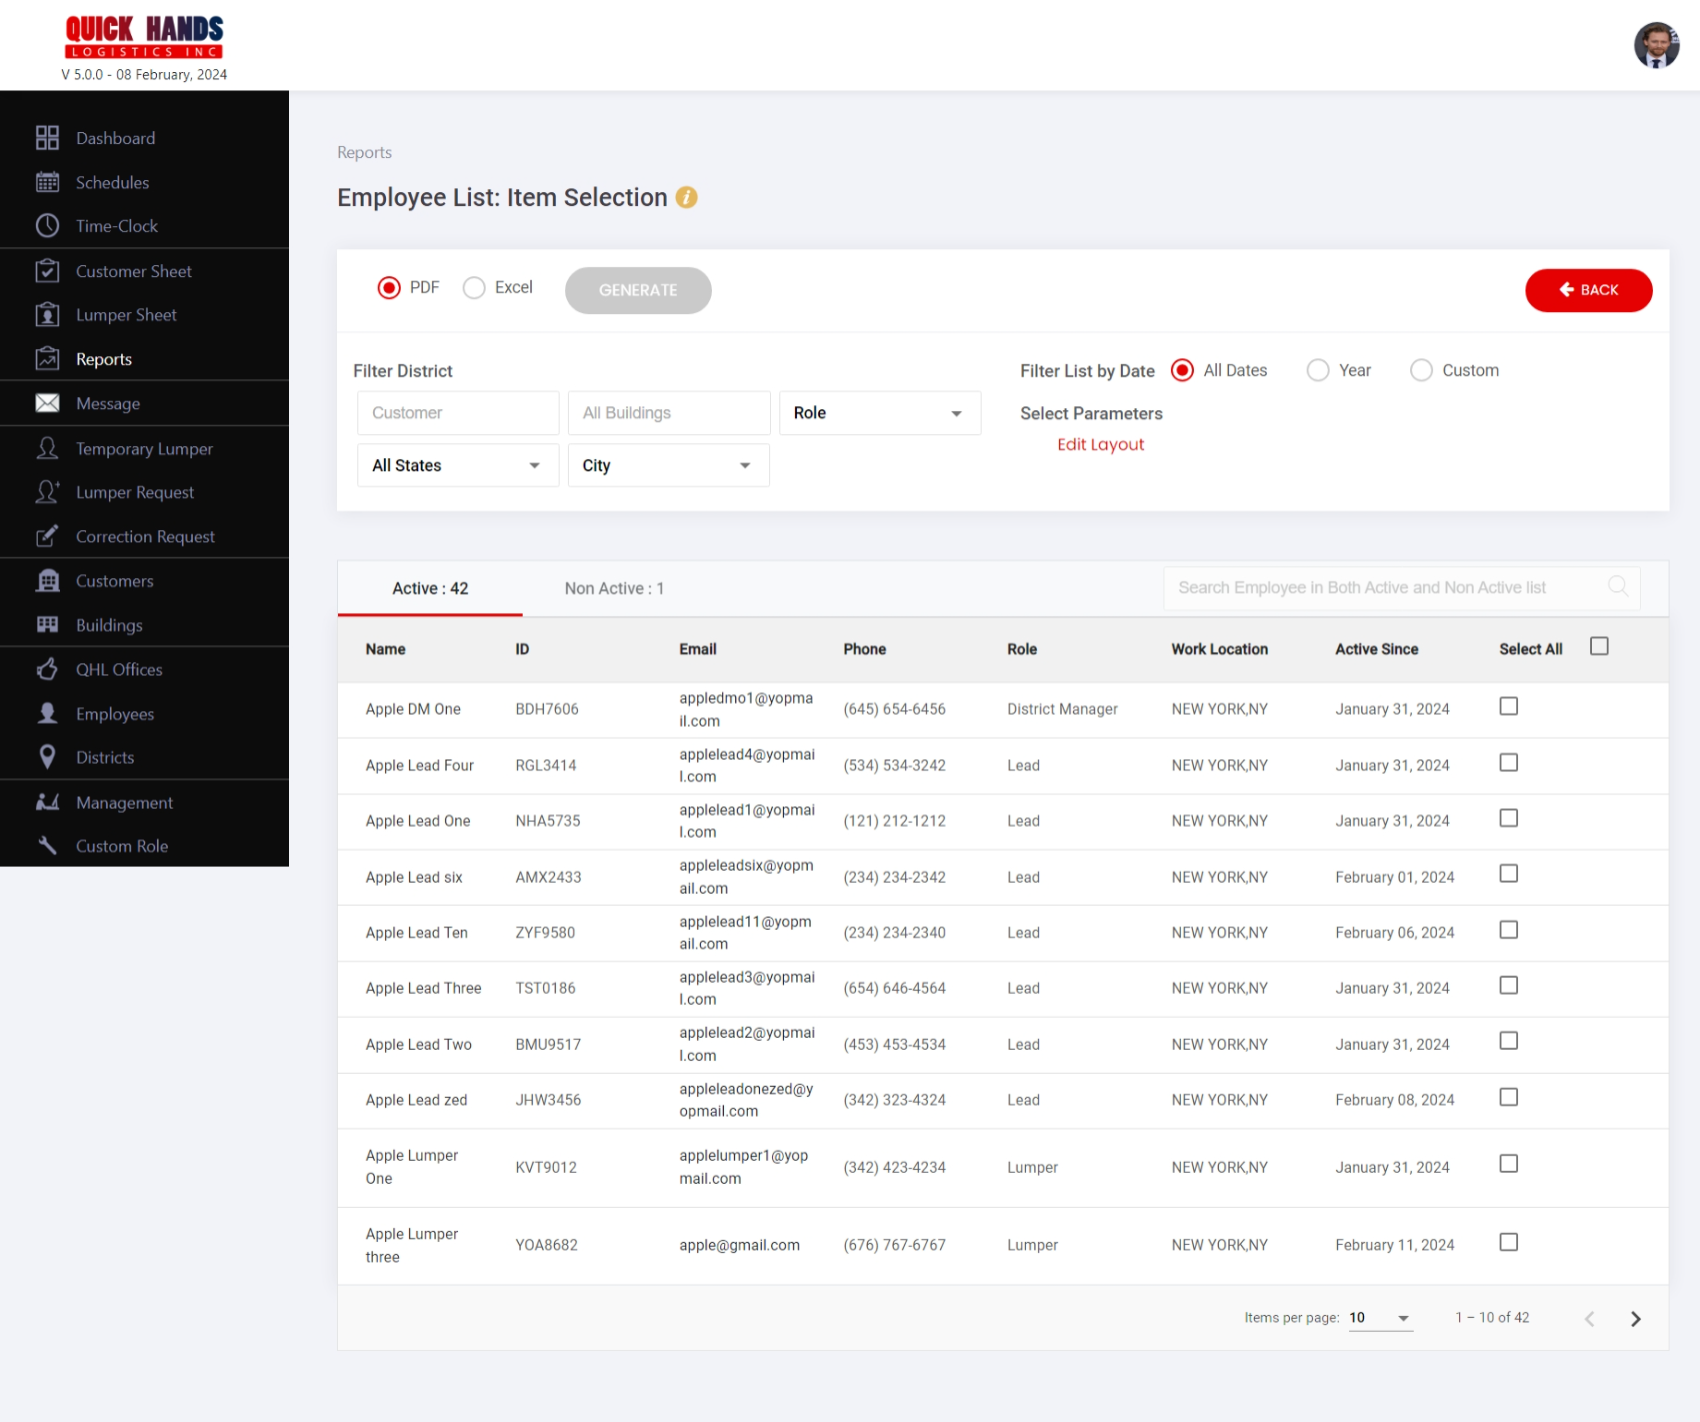 QUICK HANDS
LOGISTICS INC
V 5.0.0 - 08 February, 2024
Dashboard
Schedules
Time-Clock
Customer Sheet
Lumper Sheet
Reports
Message
Temporary Lumper
Lumper Request
Correction Request
Customers
Buildings
QHL Offices
Employees
Districts
Management
Custom Role
Reports
Employee List: Item Selection i
PDF Excel GENERATE BACK
Filter District
Customer All Buildings Role
All States City
Filter List by Date All Dates Year Custom
Select Parameters
Edit Layout
Active : 42 Non Active : 1 Search Employee in Both Active and Non Active list
Name ID Email Phone Role Work Location Active Since Select All
Apple DM One BDH7606 appledmo1@yopma
il.com (645) 654-6456 District Manager NEW YORK,NY January 31, 2024
Apple Lead Four RGL3414 applelead4@yopmai
l.com (534) 534-3242 Lead NEW YORK,NY January 31, 2024
Apple Lead One NHA5735 applelead1@yopmai
l.com (121) 212-1212 Lead NEW YORK,NY January 31, 2024
Apple Lead six AMX2433 appleleadsix@yopm
ail.com (234) 234-2342 Lead NEW YORK,NY February 01, 2024
Apple Lead Ten ZYF9580 applelead11@yopm
ail.com (234) 234-2340 Lead NEW YORK,NY February 06, 2024
Apple Lead Three TST0186 applelead3@yopmai
l.com (654) 646-4564 Lead NEW YORK,NY January 31, 2024
Apple Lead Two BMU9517 applelead2@yopmai
l.com (453) 453-4534 Lead NEW YORK,NY January 31, 2024
Apple Lead zed JHW3456 appleleadonezed@y
opmail.com (342) 323-4324 Lead NEW YORK,NY February 08, 2024
Apple Lumper
One KVT9012 applelumper1@yop
mail.com (342) 423-4234 Lumper NEW YORK,NY January 31, 2024
Apple Lumper
three YOA8682 apple@gmail.com (676) 767-6767 Lumper NEW YORK,NY February 11, 2024
Items per page: 10 1 – 10 of 42